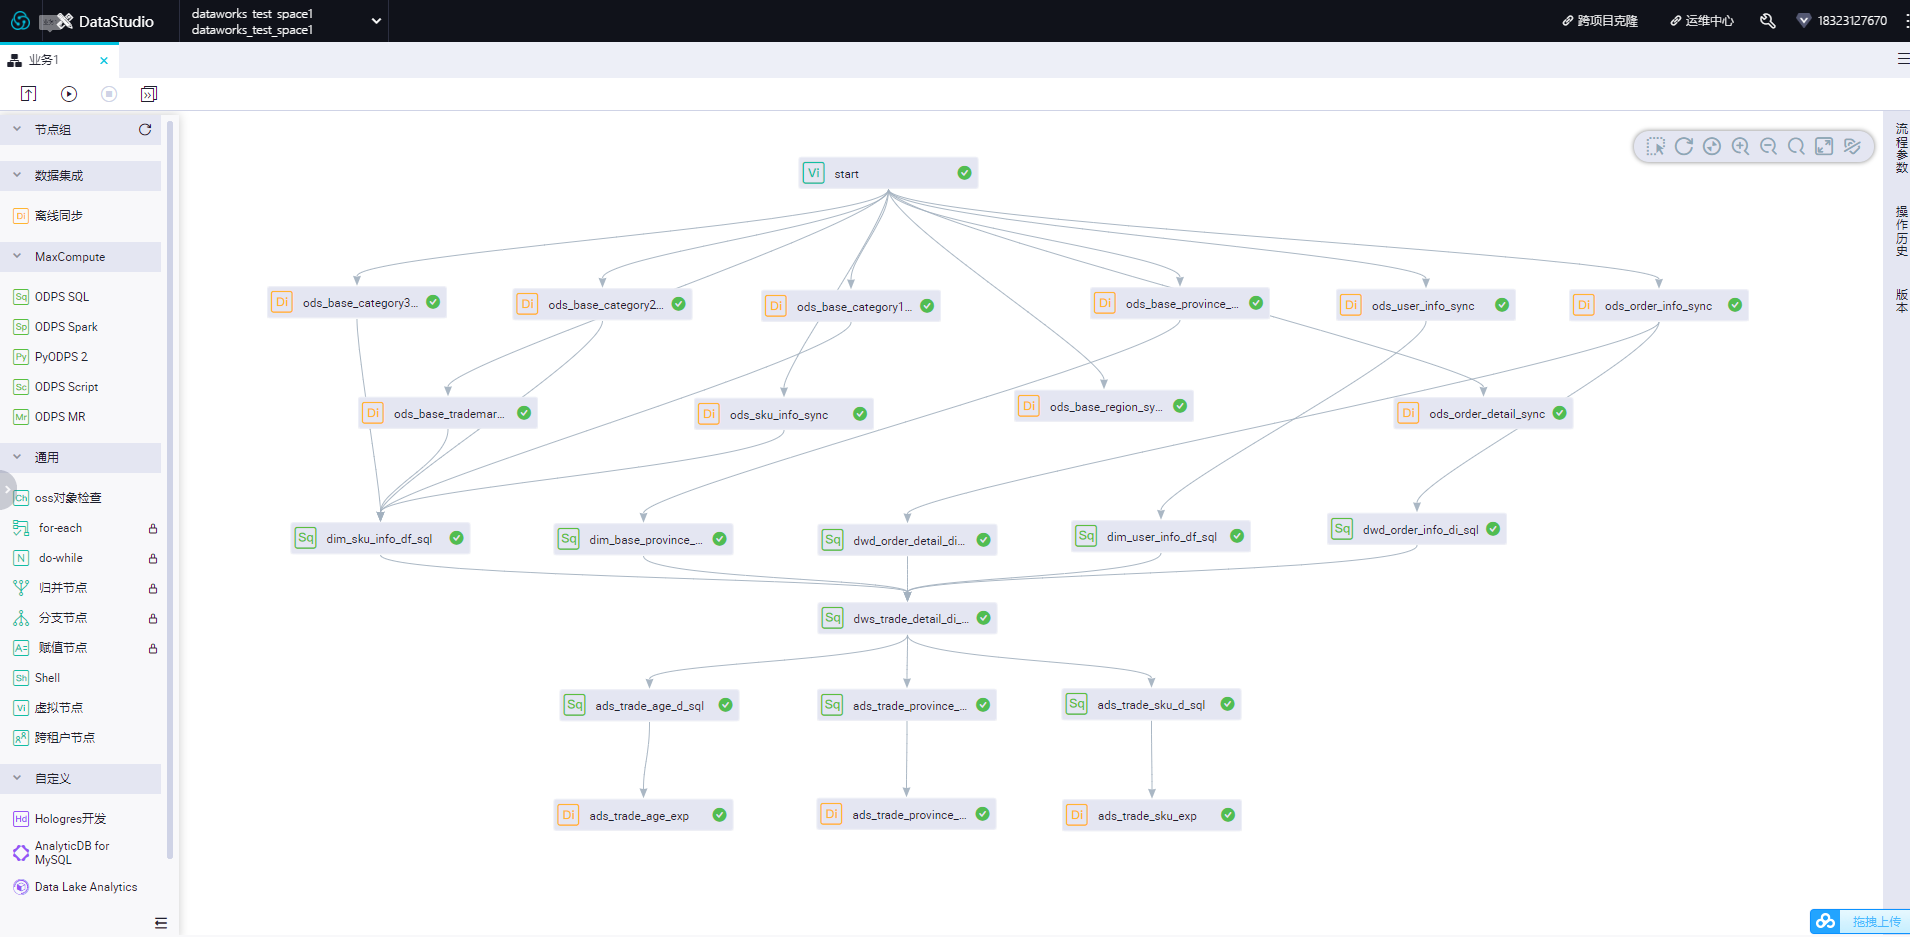 DataStudio
dataworks_test_space1
dataworks_test_space1
跨项目克隆
运维中心
18323127670
业务1
节点组
数据集成
Di 离线同步
MaxCompute
Sq ODPS SQL
Sp ODPS Spark
Py PyODPS 2
Sc ODPS Script
Mr ODPS MR
通用
Ch oss对象检查
for-each
N do-while
归并节点
分支节点
A= 赋值节点
Sh Shell
Vi 虚拟节点
跨租户节点
自定义
Hd Hologres开发
AnalyticDB for
MySQL
Data Lake Analytics
Vi start
Di ods_base_category3...
Di ods_base_category2...
Di ods_base_category1...
Di ods_base_province_...
Di ods_user_info_sync
Di ods_order_info_sync
Di ods_base_trademar...
Di ods_sku_info_sync
Di ods_base_region_sy...
Di ods_order_detail_sync
Sq dim_sku_info_df_sql
Sq dim_base_province_...
Sq dwd_order_detail_di...
Sq dim_user_info_df_sql
Sq dwd_order_info_di_sql
Sq dws_trade_detail_di_...
Sq ads_trade_age_d_sql
Sq ads_trade_province_...
Sq ads_trade_sku_d_sql
Di ads_trade_age_exp
Di ads_trade_province_...
Di ads_trade_sku_exp
流程参数
操作历史
版本
拖拽上传